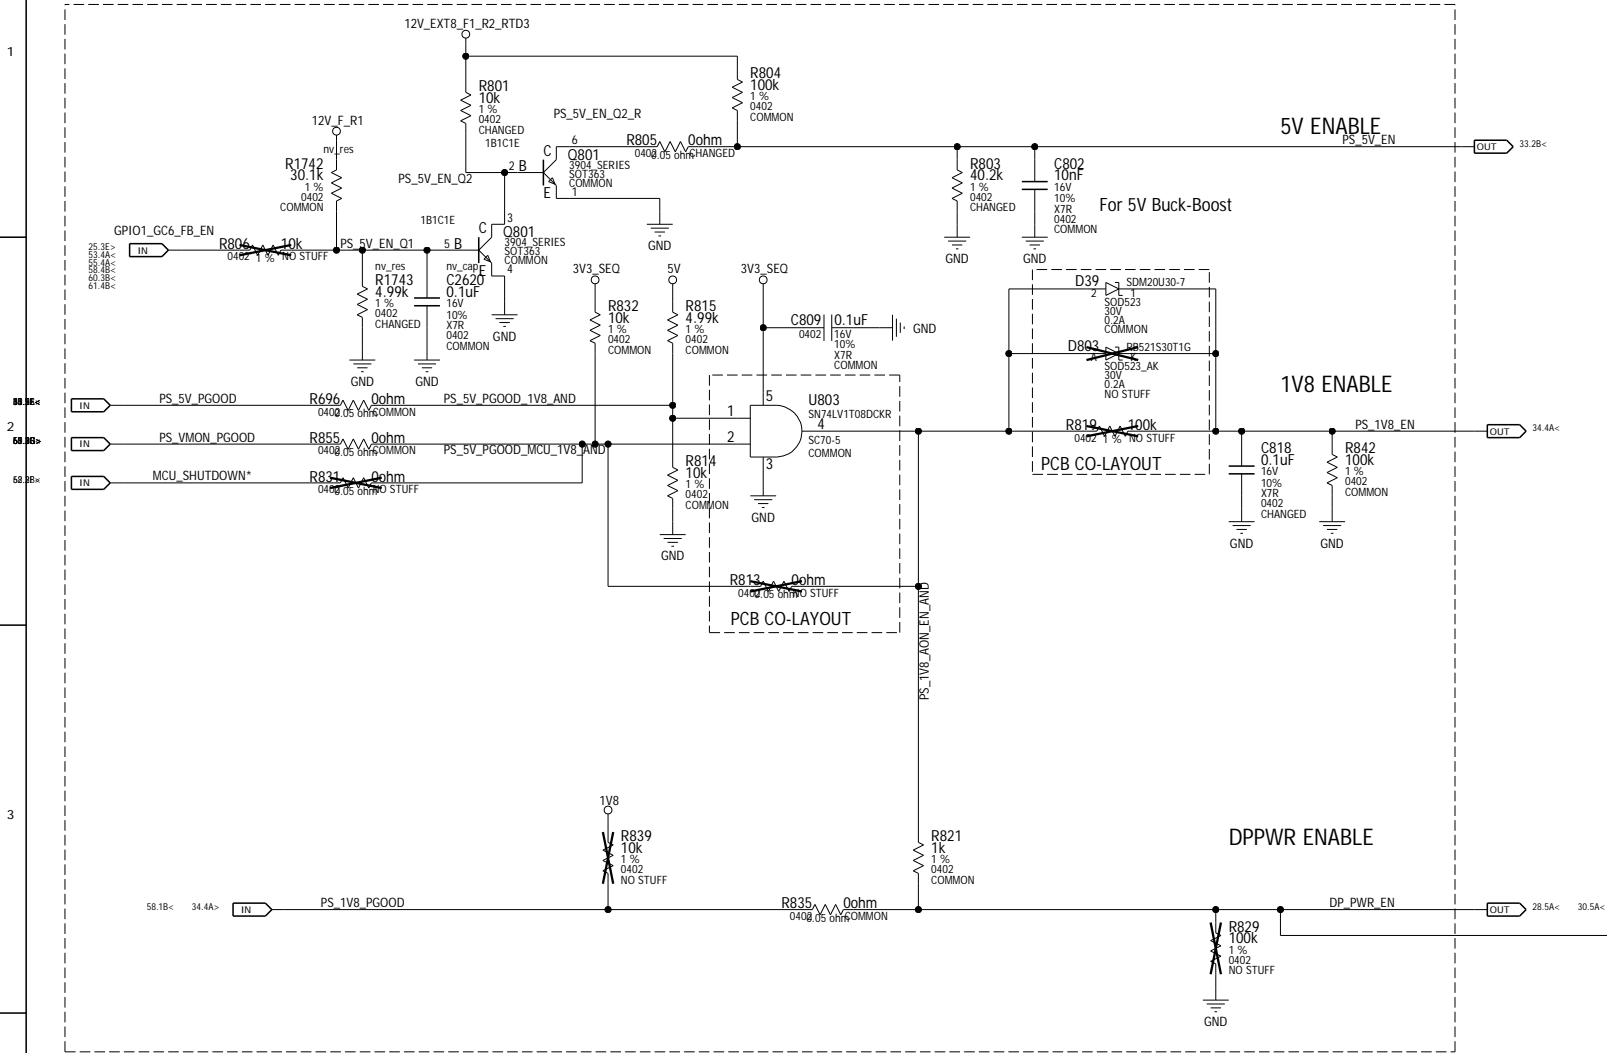 12V_EXT8_F1_R2_RTD3
1
R801
10k
1 %
0402
CHANGED
R804
100k
1 %
0402
COMMON
PS_5V_EN_Q2_R
12V_F_R1
nv_res
R1742
30.1k
1 %
0402
COMMON
1B1C1E
2 B
C
6
Q801
3904_SERIES
SOT363
COMMON
E
1
R805
0ohm
0402
0.05 ohm
CHANGED
5V ENABLE
PS_5V_EN
OUT
33.2B<
PS_5V_EN_Q2
R803
40.2k
1 %
0402
CHANGED
C802
10nF
16V
10%
X7R
0402
COMMON
For 5V Buck-Boost
GND
GND
GND
GPIO1_GC6_FB_EN
IN
25.3E>
53.4A<
55.4A<
58.4B<
60.3B<
61.4B<
R806
10k
0402
1 %
NO STUFF
PS_5V_EN_Q1
1B1C1E
5 B
C
3
Q801
3904_SERIES
SOT363
COMMON
E
4
GND
nv_res
R1743
4.99k
1 %
0402
CHANGED
nv_cap
C2620
0.1uF
16V
10%
X7R
0402
COMMON
GND
GND
3V3_SEQ
R832
10k
1 %
0402
COMMON
5V
R815
4.99k
1 %
0402
COMMON
3V3_SEQ
C809
0.1uF
0402
16V
10%
X7R
COMMON
GND
D39
SDM20U30-7
2
1
SOD523
30V
0.2A
COMMON
D803
RB521S30T1G
A
K
SOD523_AK
30V
0.2A
NO STUFF
R819
100k
0402
1 %
NO STUFF
PCB CO-LAYOUT
1V8 ENABLE
PS_1V8_EN
OUT
34.4A<
C818
0.1uF
16V
10%
X7R
0402
CHANGED
GND
R842
100k
1 %
0402
COMMON
GND
2
IN
PS_5V_PGOOD
R696
0ohm
0402
0.05 ohm
COMMON
PS_5V_PGOOD_1V8_AND
IN
PS_VMON_PGOOD
R855
0ohm
0402
0.05 ohm
COMMON
PS_5V_PGOOD_MCU_1V8_AND
IN
MCU_SHUTDOWN*
R831
0ohm
0402
0.05 ohm
NO STUFF
R814
10k
1 %
0402
COMMON
GND
1
2
5
4
3
U803
SN74LV1T08DCKR
SC70-5
COMMON
GND
R813
0ohm
0402
0.05 ohm
NO STUFF
PCB CO-LAYOUT
PS_1V8_AON_EN_AND
3
1V8
R839
10k
1 %
0402
NO STUFF
R821
1k
1 %
0402
COMMON
DPPWR ENABLE
58.1B<
34.4A>
IN
PS_1V8_PGOOD
R835
0ohm
0402
0.05 ohm
COMMON
DP_PWR_EN
OUT
28.5A<
30.5A<
R829
100k
1 %
0402
NO STUFF
GND